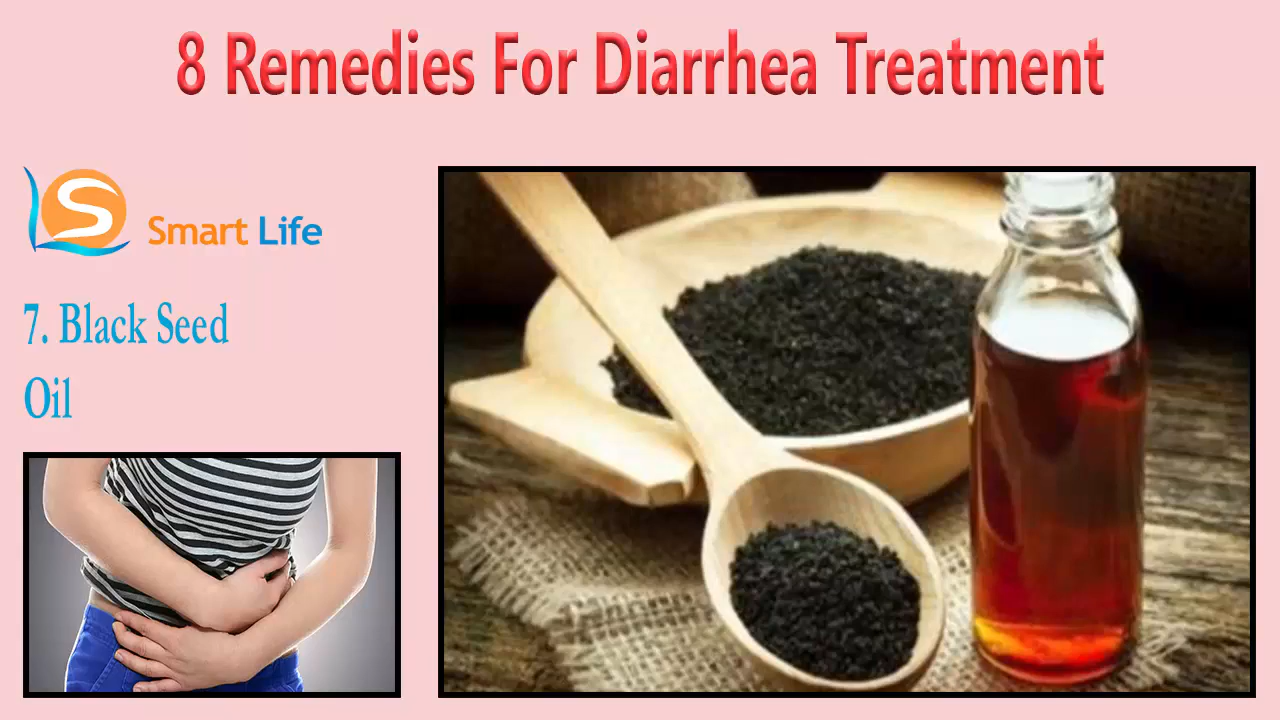 8 Remedies For Diarrhea Treatment
S
Smart Life
7. Black Seed
Oil